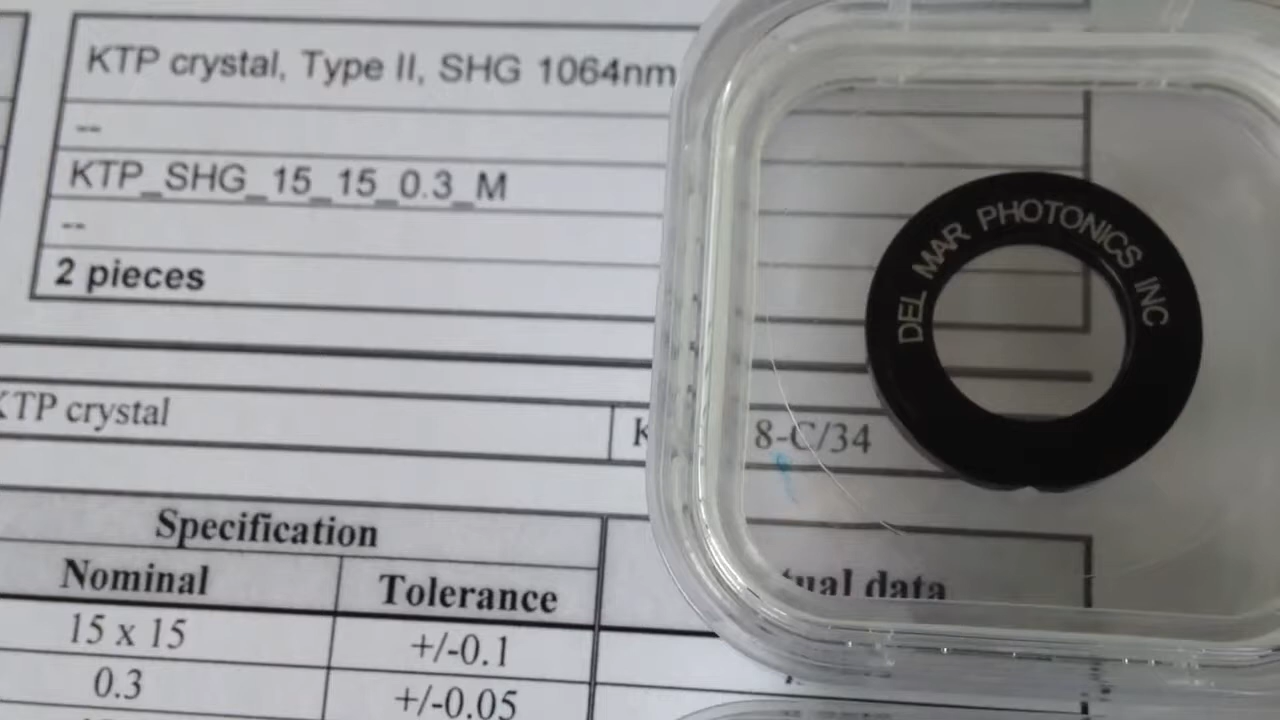 KTP crystal, Type II, SHG 1064nm
--
KTP_SHG_15_15_0.3_M
--
2 pieces
DEL MAR PHOTONICS INC
KTP crystal
8-C/34
Specification
Nominal
Tolerance
data
15 x 15
+/-0.1
0.3
+/-0.05